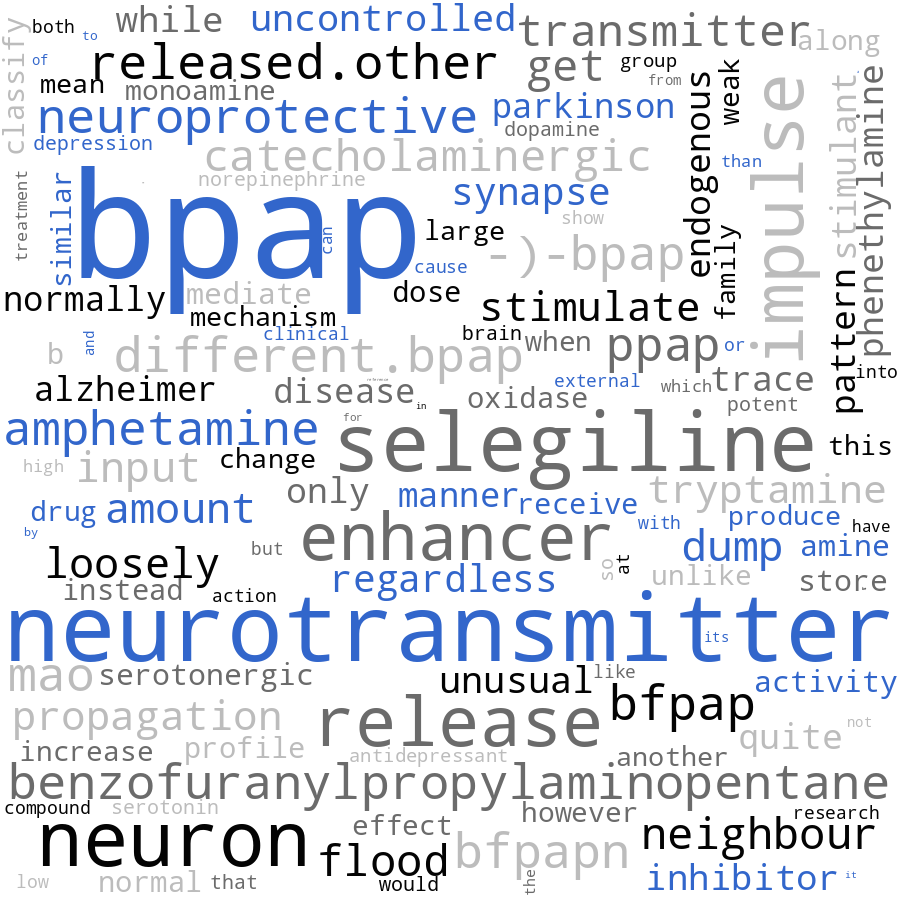 both to while uncontrolled transmitter
classify of released.other get group along
mean monoamine from
neuroprotective parkinson weak
depression dopamine endogenous
catecholaminergic than
treatment norepinephrine impulse stimulant phenethylamine
similar bpap can synapse
large show
cause -)-bpap family
normally mediate dose stimulate
mechanism clinical brain pattern
b and different.bpap when ppap or into
alzheimer disease in oxidase external which trace
for potent
amphetamine selegiline this
high input change
only manner receive tryptamine
drug amount produce have
by but enhancer with dump amine
loosely so at
instead action regardless unlike store
neurotransmitter its
mao serotonergic unusual like activity
propagation release bfpap not
increase profile antidepressant another quite
benzofuranylpropylaminopentane
compound serotonin however research
neuron effect neighbour
flood bfpapn
low normal that would the inhibitor it